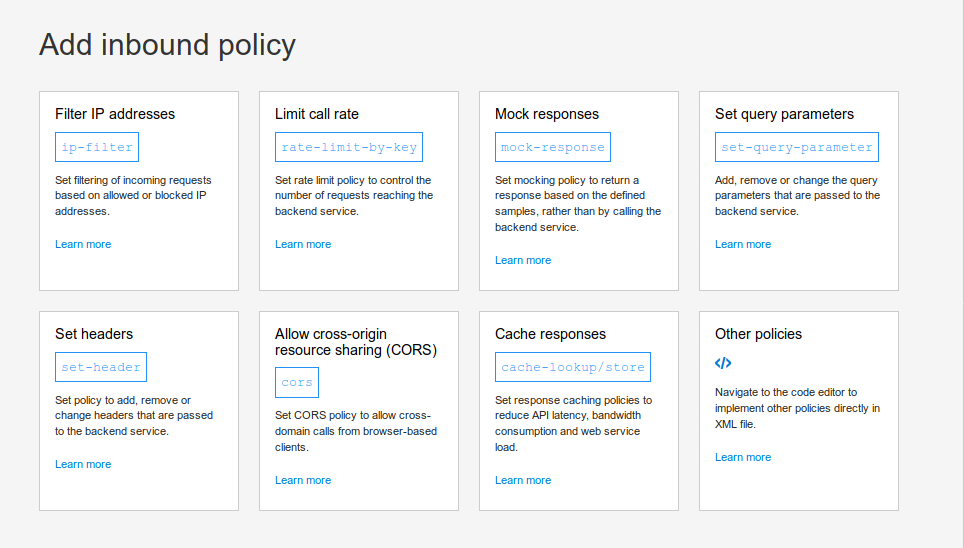 Add inbound policy
Filter IP addresses
ip-filter
Set filtering of incoming requests
based on allowed or blocked IP
addresses.
Learn more
Limit call rate
rate-limit-by-key
Set rate limit policy to control the
number of requests reaching the
backend service.
Learn more
Mock responses
mock-response
Set mocking policy to return a
response based on the defined
samples, rather than by calling the
backend service.
Learn more
Set query parameters
set-query-parameter
Add, remove or change the query
parameters that are passed to the
backend service.
Learn more
Set headers
set-header
Set policy to add, remove or
change headers that are passed
to the backend service.
Learn more
Allow cross-origin
resource sharing (CORS)
cors
Set CORS policy to allow cross-
domain calls from browser-based
clients.
Learn more
Cache responses
cache-lookup/store
Set response caching policies to
reduce API latency, bandwidth
consumption and web service
load.
Learn more
Other policies
</>
Navigate to the code editor to
implement other policies directly in
XML file.
Learn more